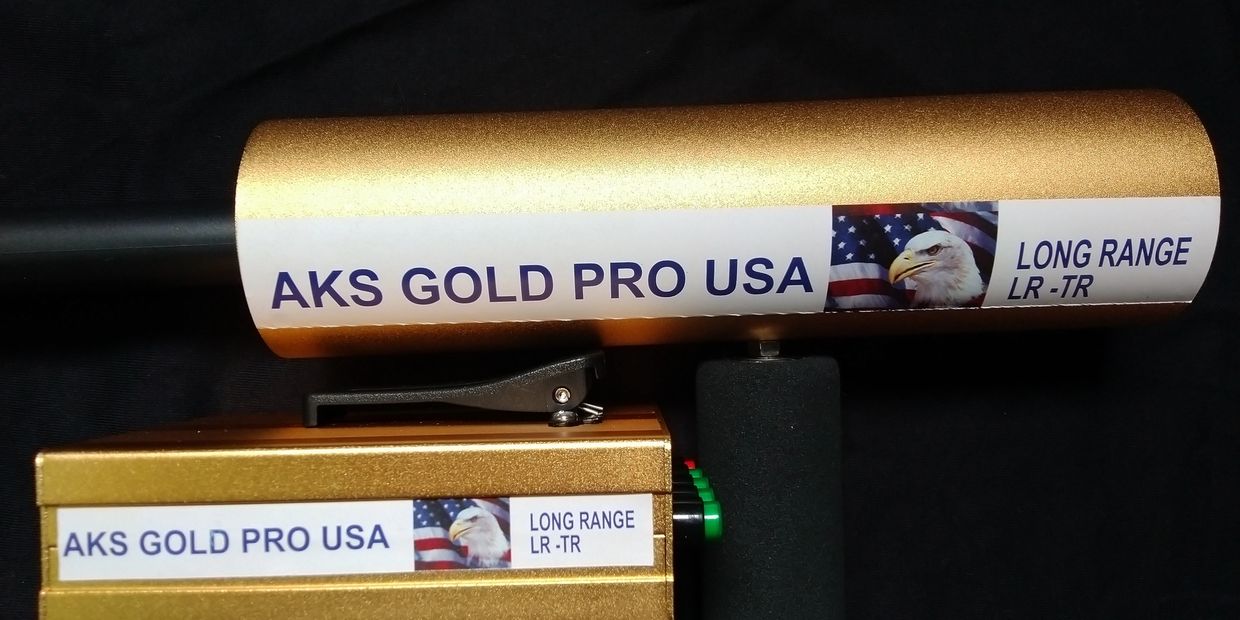 AKS GOLD PRO USA
LONG RANGE
LR -TR
AKS GOLD PRO USA
LONG RANGE
LR -TR